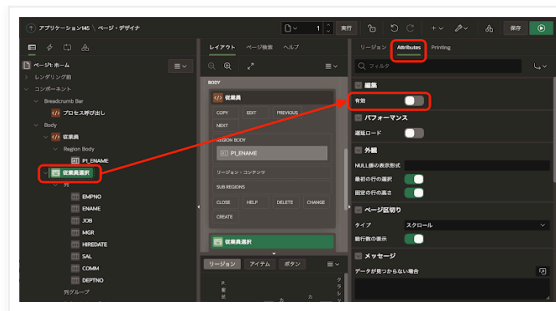 アプリケーション145 \ ページ・デザイナ
1
実行
保存
ページ1: ホーム
レンダリング前
コンポーネント
Breadcrumb Bar
プロセス呼び出し
Body
従業員
Region Body
P1_ENAME
従業員選択
列
EMPNO
ENAME
JOB
MGR
HIREDATE
SAL
COMM
DEPTNO
列グループ
レイアウト
ページ検索
ヘルプ
BODY
従業員
COPY
EDIT
PREVIOUS
NEXT
REGION BODY
P1_ENAME
リージョン・コンテンツ
SUB REGIONS
CLOSE
HELP
DELETE
CHANGE
CREATE
従業員選択
リージョン
アイテム
ボタン
リージョン
Attributes
Printing
フィルタ
編集
有効
パフォーマンス
遅延ロード
外観
NULL値の表示形式
最初の行の選択
固定の行の高さ
ページ区切り
タイプ
スクロール
総行数の表示
メッセージ
データが見つからない場合